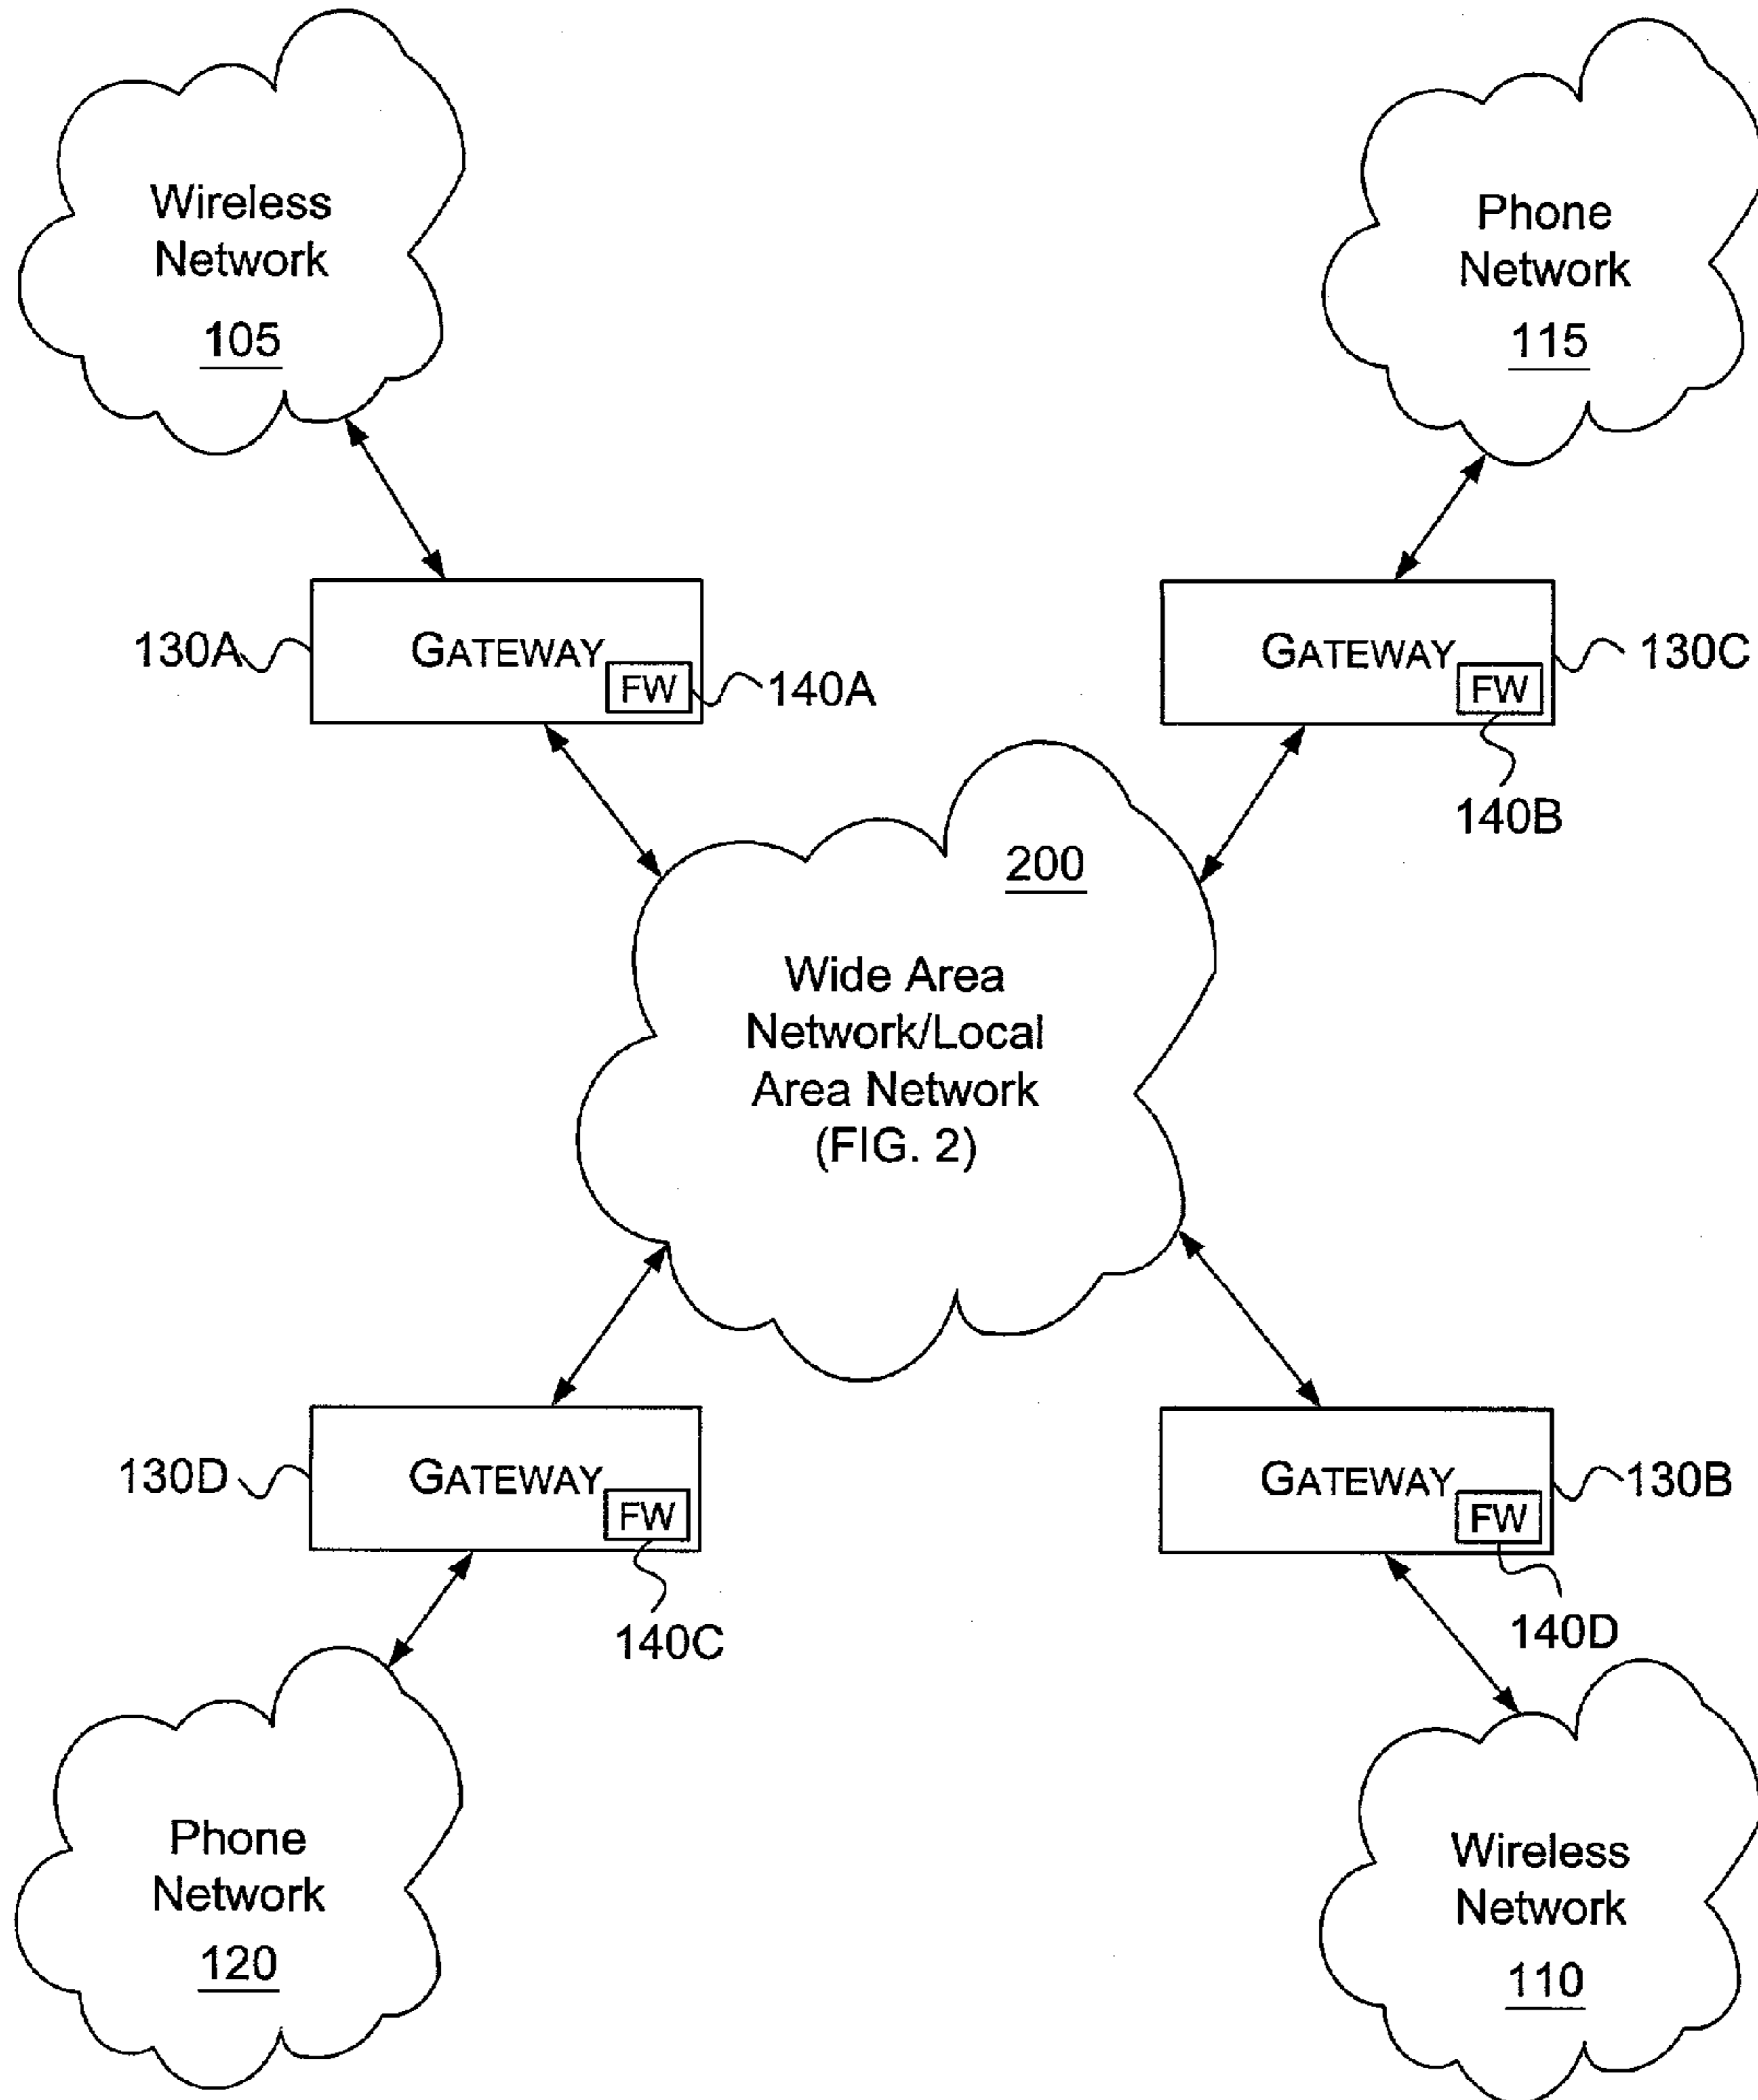 Wireless
Network
105
Phone
Network
115
130A
GATEWAY
FW
140A
GATEWAY
FW
130C
140B
200
Wide Area
Network/Local
Area Network
(FIG. 2)
130D
GATEWAY
FW
140C
GATEWAY
FW
130B
140D
Phone
Network
120
Wireless
Network
110